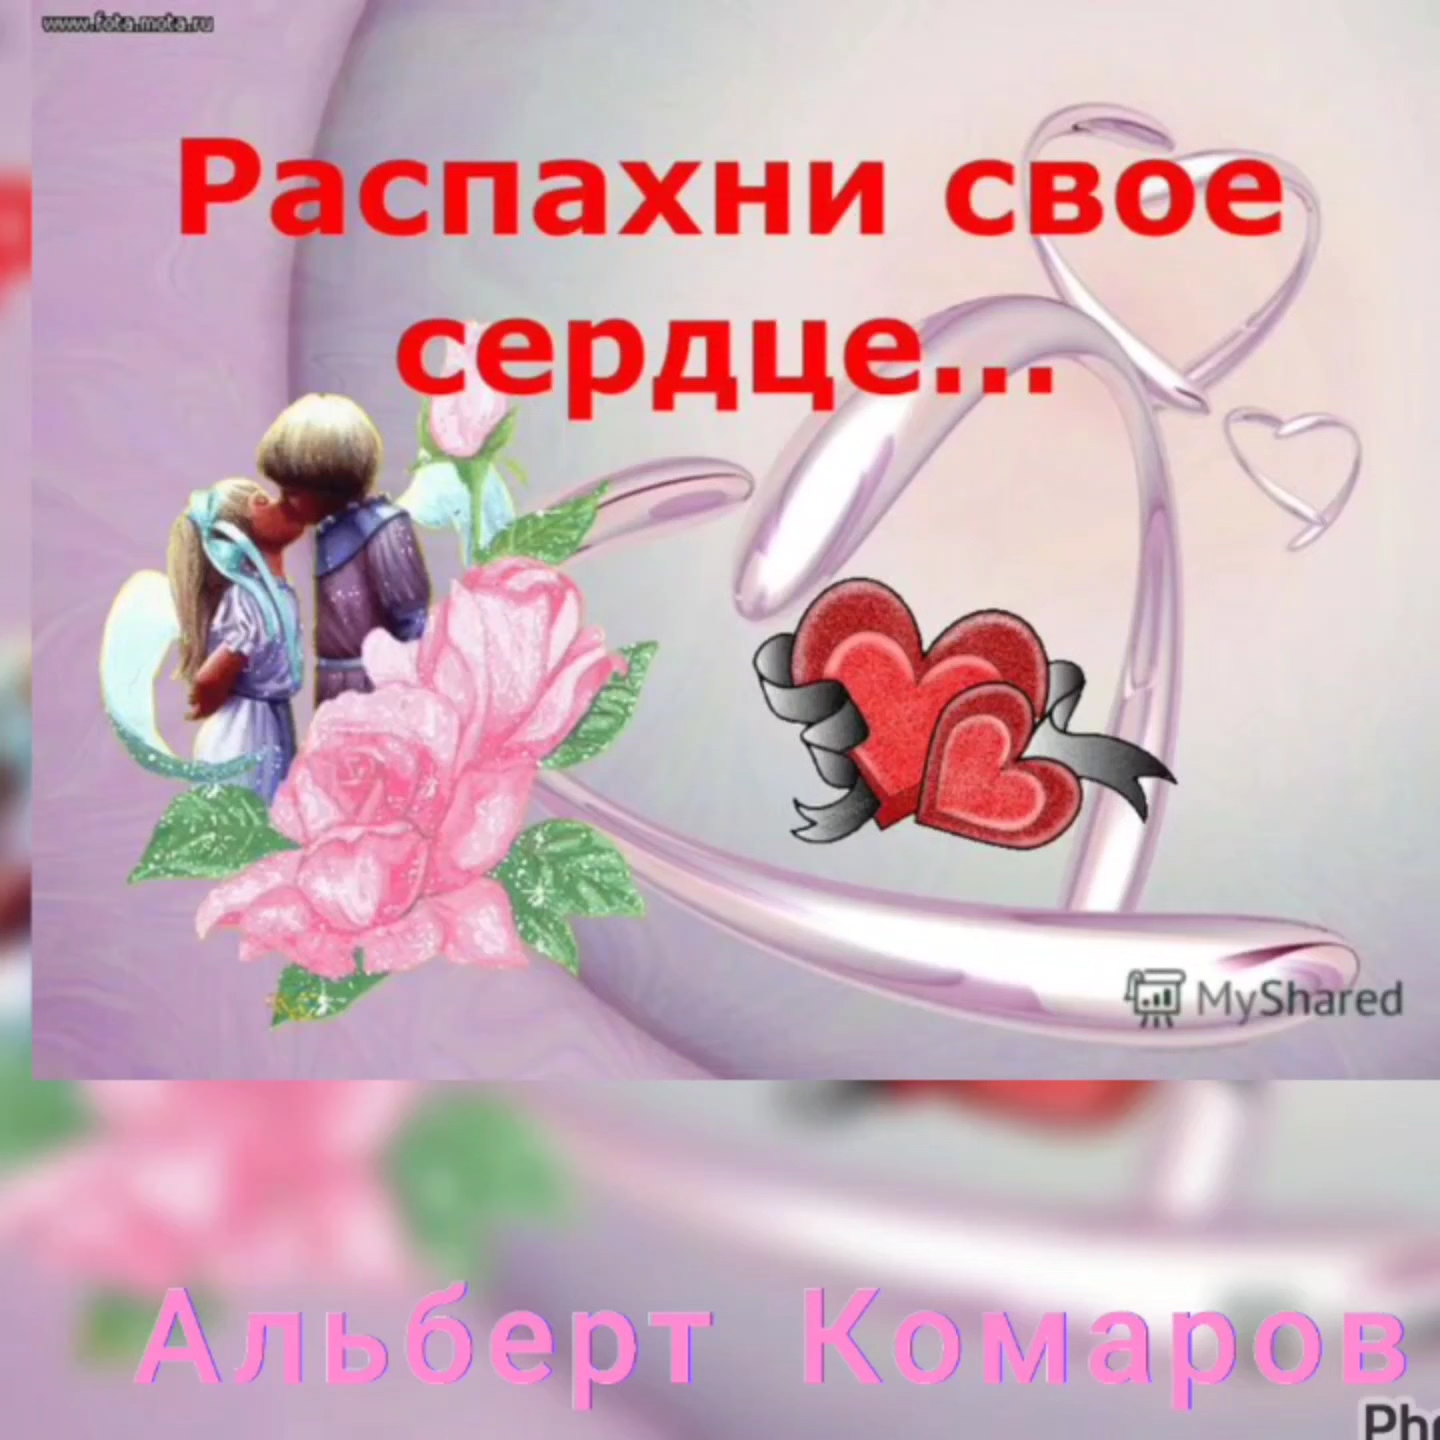 www.fota.mota.ru
Распахни свое
сердце...
MyShared
Альберт Комаров